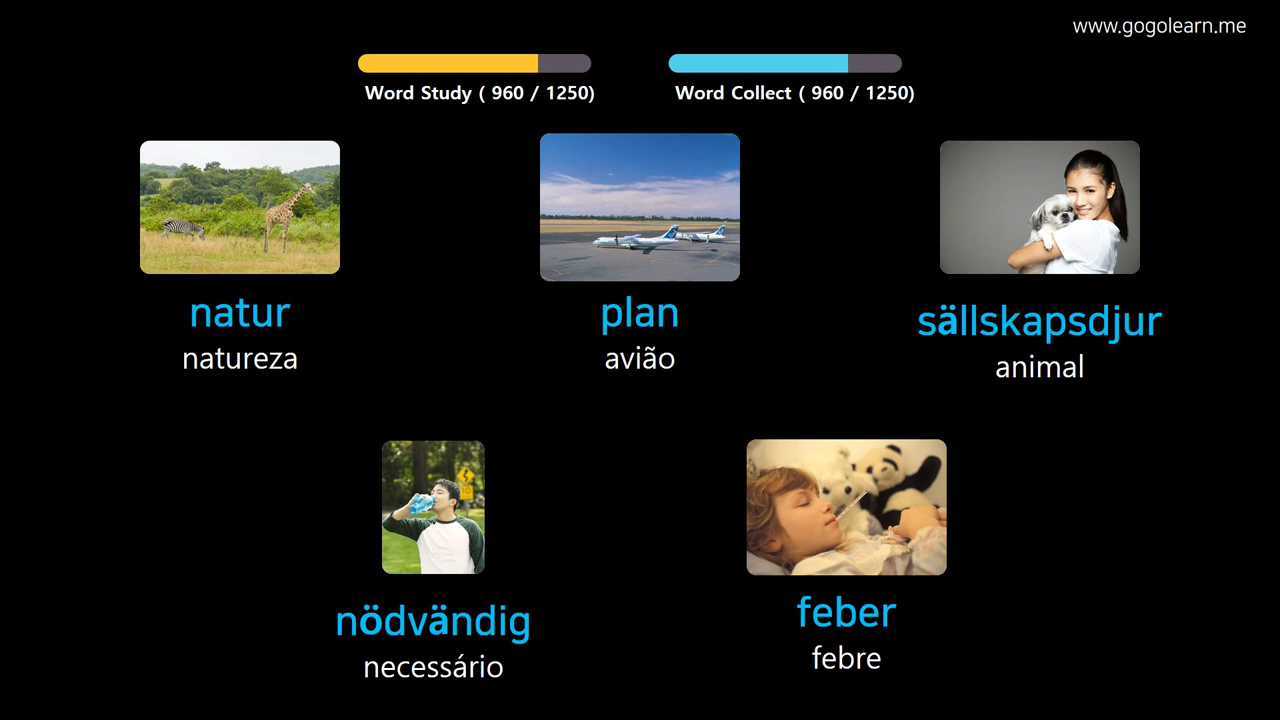 www.gogolearn.me
Word Study ( 960 / 1250)
Word Collect ( 960 / 1250)
natur
natureza
plan
avião
sällskapsdjur
animal
nödvändig
necessário
feber
febre